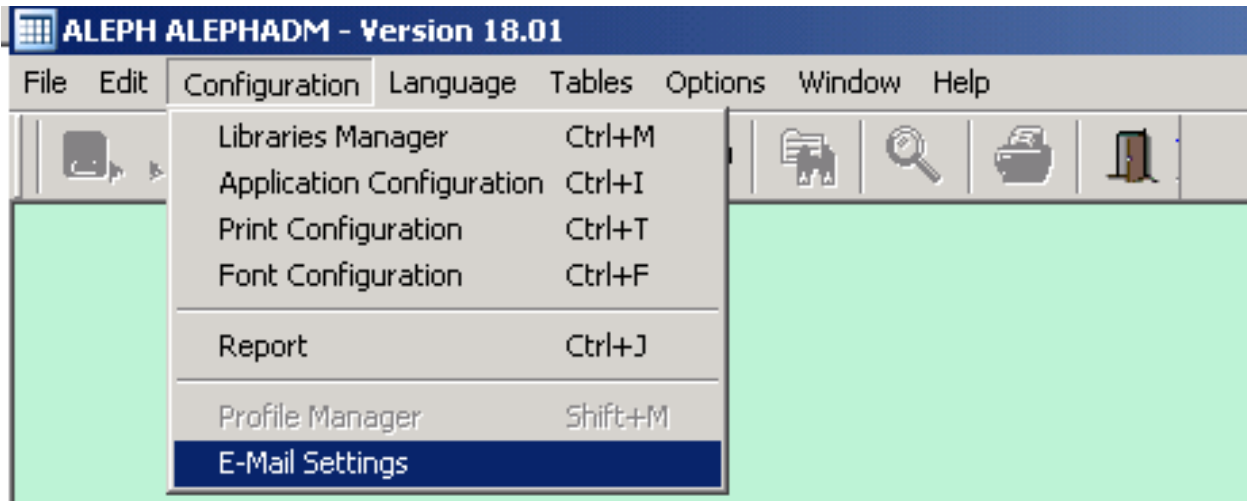 ALEPH ALEPHADM - Version 18.01
File Edit Configuration Language Tables Options Window Help
Libraries Manager Ctrl+M
Application Configuration Ctrl+I
Print Configuration Ctrl+T
Font Configuration Ctrl+F
Report Ctrl+J
Profile Manager Shift+M
E-Mail Settings